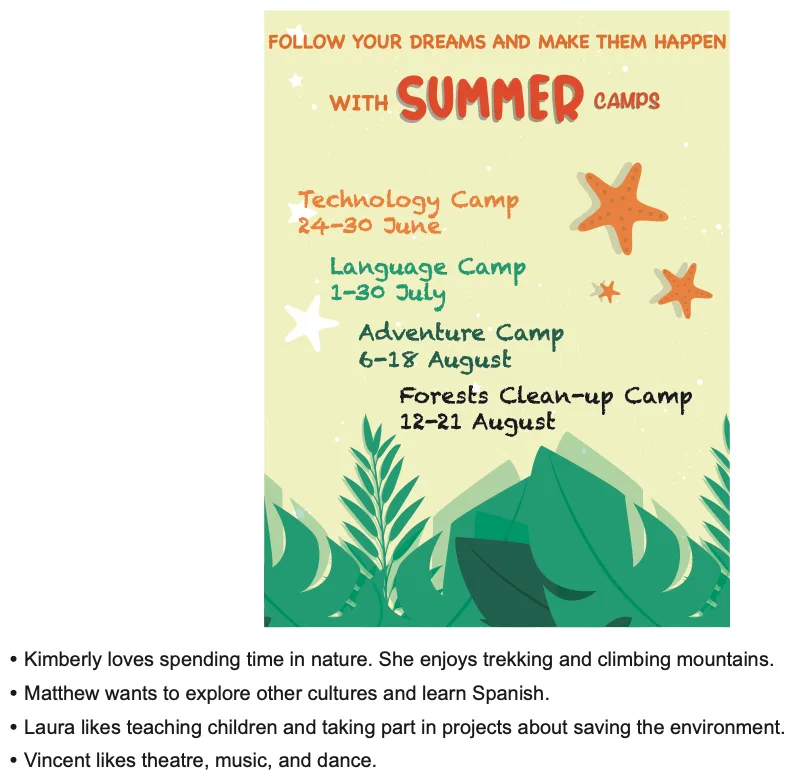 FOLLOW YOUR DREAMS AND MAKE THEM HAPPEN
WITH SUMMER CAMPS
Technology Camp
24–30 June
Language Camp
1–30 July
Adventure Camp
6–18 August
Forests Clean-up Camp
12–21 August
• Kimberly loves spending time in nature. She enjoys trekking and climbing mountains.
• Matthew wants to explore other cultures and learn Spanish.
• Laura likes teaching children and taking part in projects about saving the environment.
• Vincent likes theatre, music, and dance.